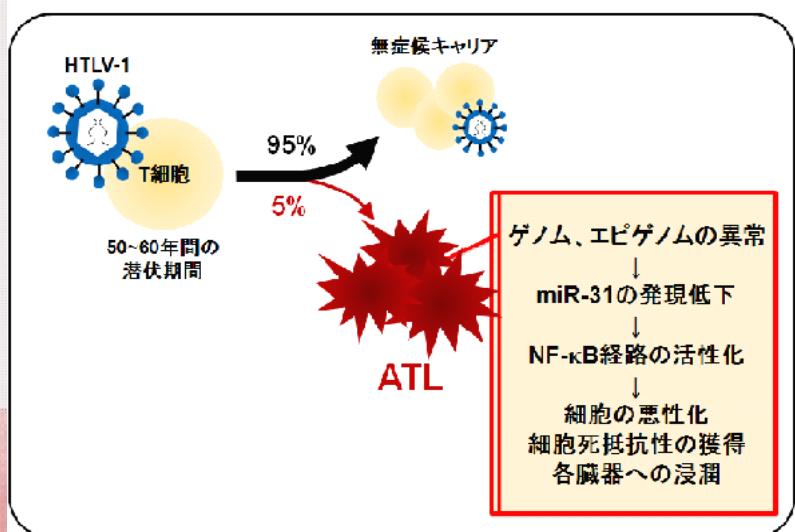 HTLV-1
T細胞
50~60年間の
潜伏期間
無症候キャリア
95%
5%
ATL
ゲノム、エピゲノムの異常
↓
miR-31の発現低下
↓
NF-κB経路の活性化
↓
細胞の悪性化
細胞死抵抗性の獲得
各臓器への浸潤